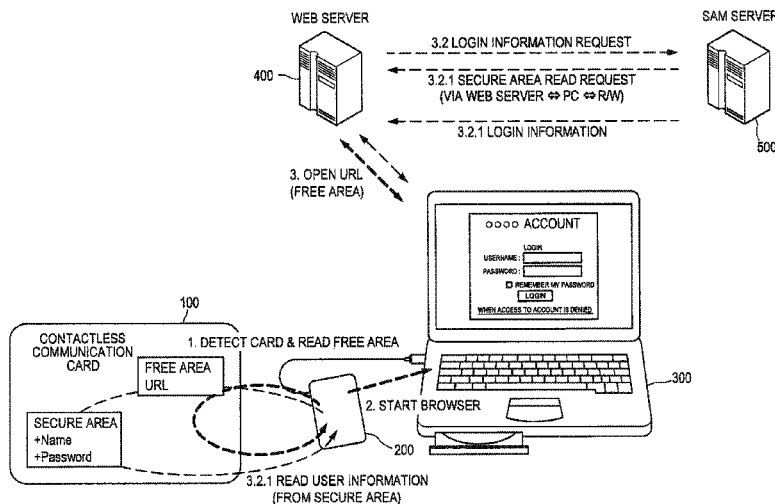 WEB SERVER
SAM SERVER
3.2 LOGIN INFORMATION REQUEST
400
3.2.1 SECURE AREA READ REQUEST
(VIA WEB SERVER ⇔ PC ⇔ R/W)
3.2.1 LOGIN INFORMATION
500
3. OPEN URL
(FREE AREA)
○○○○ ACCOUNT
LOGIN
USERNAME :
PASSWORD :
REMEMBER MY PASSWORD
LOGIN
WHEN ACCESS TO ACCOUNT IS DENIED
100
CONTACTLESS
COMMUNICATION
CARD
1. DETECT CARD & READ FREE AREA
FREE AREA
URL
300
2. START BROWSER
SECURE AREA
+Name
+Password
200
3.2.1 READ USER INFORMATION
(FROM SECURE AREA)